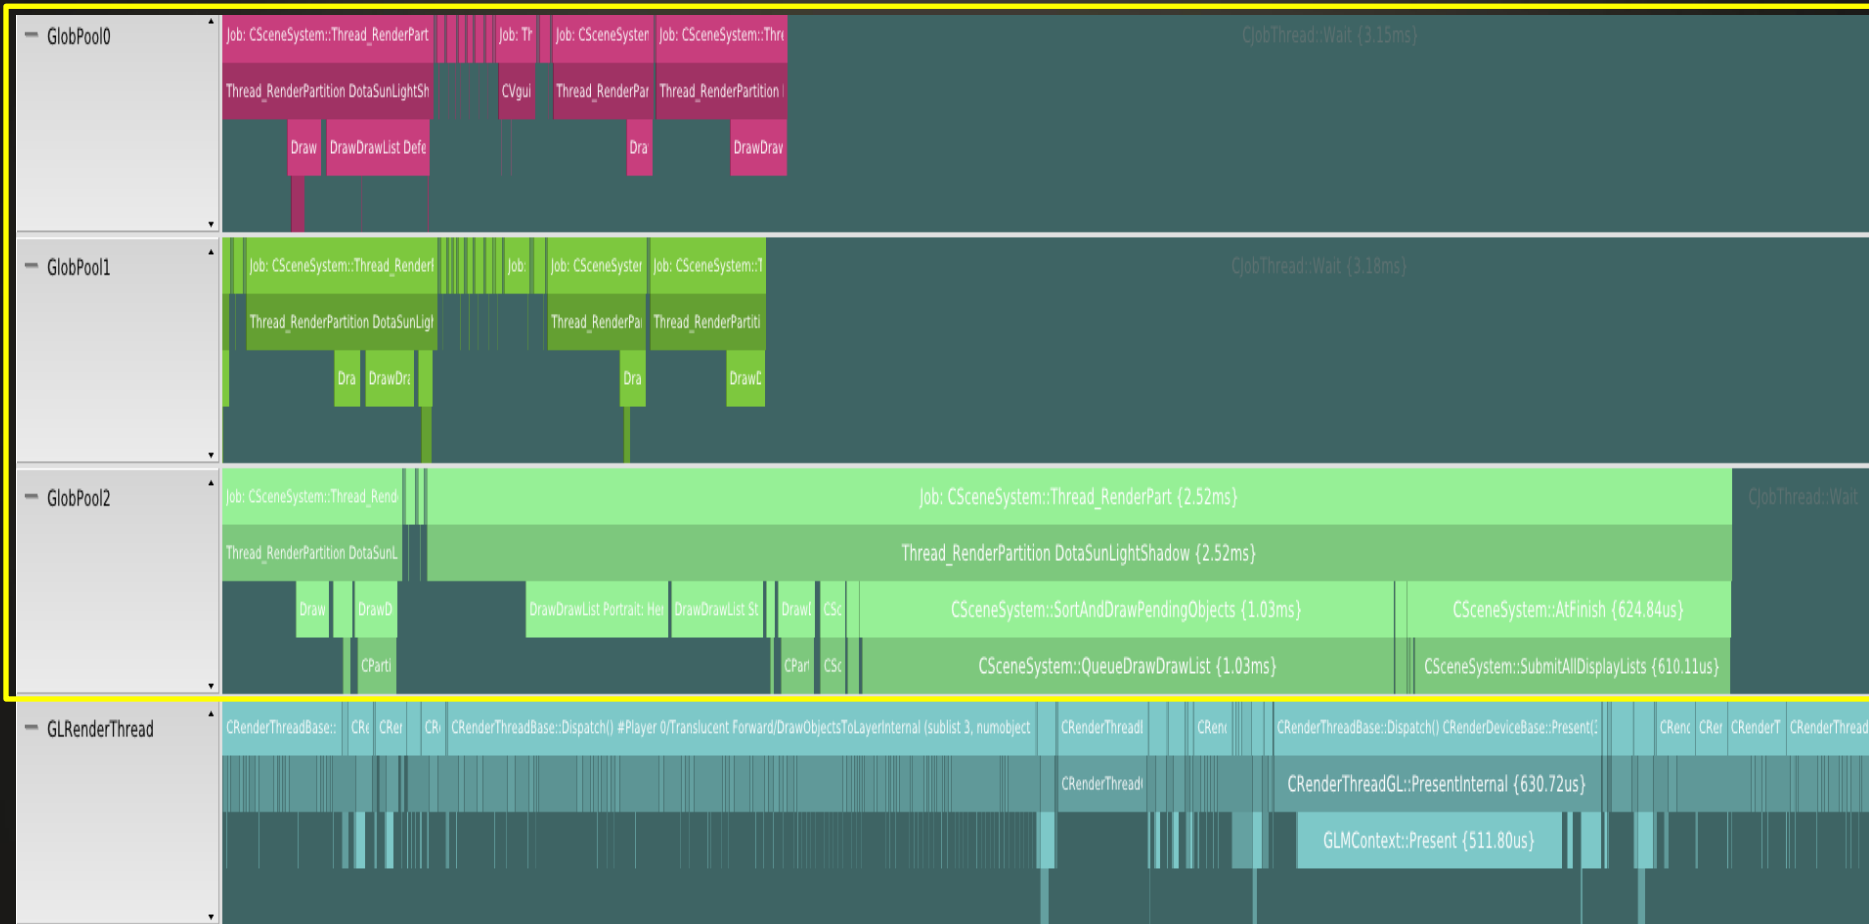 GlobPool0
Job: CSceneSystem::Thread_RenderPart
Job: Th
Job: CSceneSysten
Job: CSceneSystem::Thre
CJobThread::Wait {3.15ms}
Thread_RenderPartition DotaSunLightSh
CVgui
Thread_RenderPar
Thread_RenderPartition
Draw
DrawDrawList Defe
Dra
DrawDraw
GlobPool1
Job: CSceneSystem::Thread_Render
Job:
Job: CSceneSyster
Job: CSceneSystem::T
CJobThread::Wait {3.18ms}
Thread_RenderPartition DotaSunLigh
Thread_RenderPa
Thread_RenderPartiti
Dra
DrawDra
Dra
DrawD
GlobPool2
Job: CSceneSystem::Thread_Rend
Job: CSceneSystem::Thread_RenderPart {2.52ms}
CJobThread::Wait
Thread_RenderPartition DotaSunL
Thread_RenderPartition DotaSunLightShadow {2.52ms}
Draw
DrawD
DrawDrawList Portrait: Her
DrawDrawList St
DrawD
CSc
CSceneSystem::SortAndDrawPendingObjects {1.03ms}
CSceneSystem::AtFinish {624.84us}
CParti
CPart
CSc
CSceneSystem::QueueDrawDrawList {1.03ms}
CSceneSystem::SubmitAllDisplayLists {610.11us}
GLRenderThread
CRenderThreadBase::
CRe
CRer
CR
CRenderThreadBase::Dispatch() #Player 0/Translucent Forward/DrawObjectsToLayerInternal (sublist 3, numobject
CRenderThread
CRenc
CRenderThreadBase::Dispatch() CRenderDeviceBase::Present(
CRenc
CRer
CRenderT
CRenderThread
CRenderThread
CRenderThreadGL::PresentInternal {630.72us}
GLMContext::Present {511.80us}